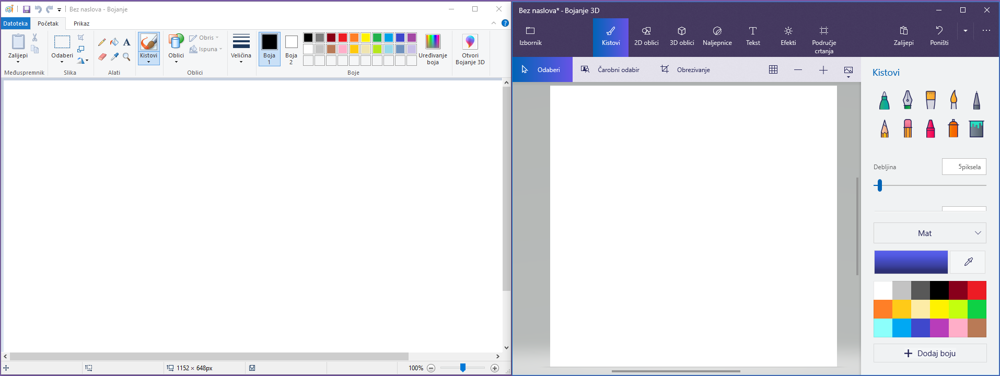 Bez naslova - Bojanje
Datoteka Početak Prikaz
Zalijepi
Međuspremnik
Odaberi
Slika
Alati
Kistovi
Oblici
Obris
Ispuna
Oblici
Veličina
Boja
1
Boja
2
Uređivanje
boja
Boje
Otvori
Bojanje 3D
1152 × 648px
100%
Bez naslova* - Bojanje 3D
Izbornik
Kistovi
2D oblici
3D oblici
Naljepnice
Tekst
Efekti
Područje
crtanja
Zalijepi
Poništi
Odaberi
Čarobni odabir
Obrezivanje
Kistovi
Debljina
5piksela
Mat
Dodaj boju